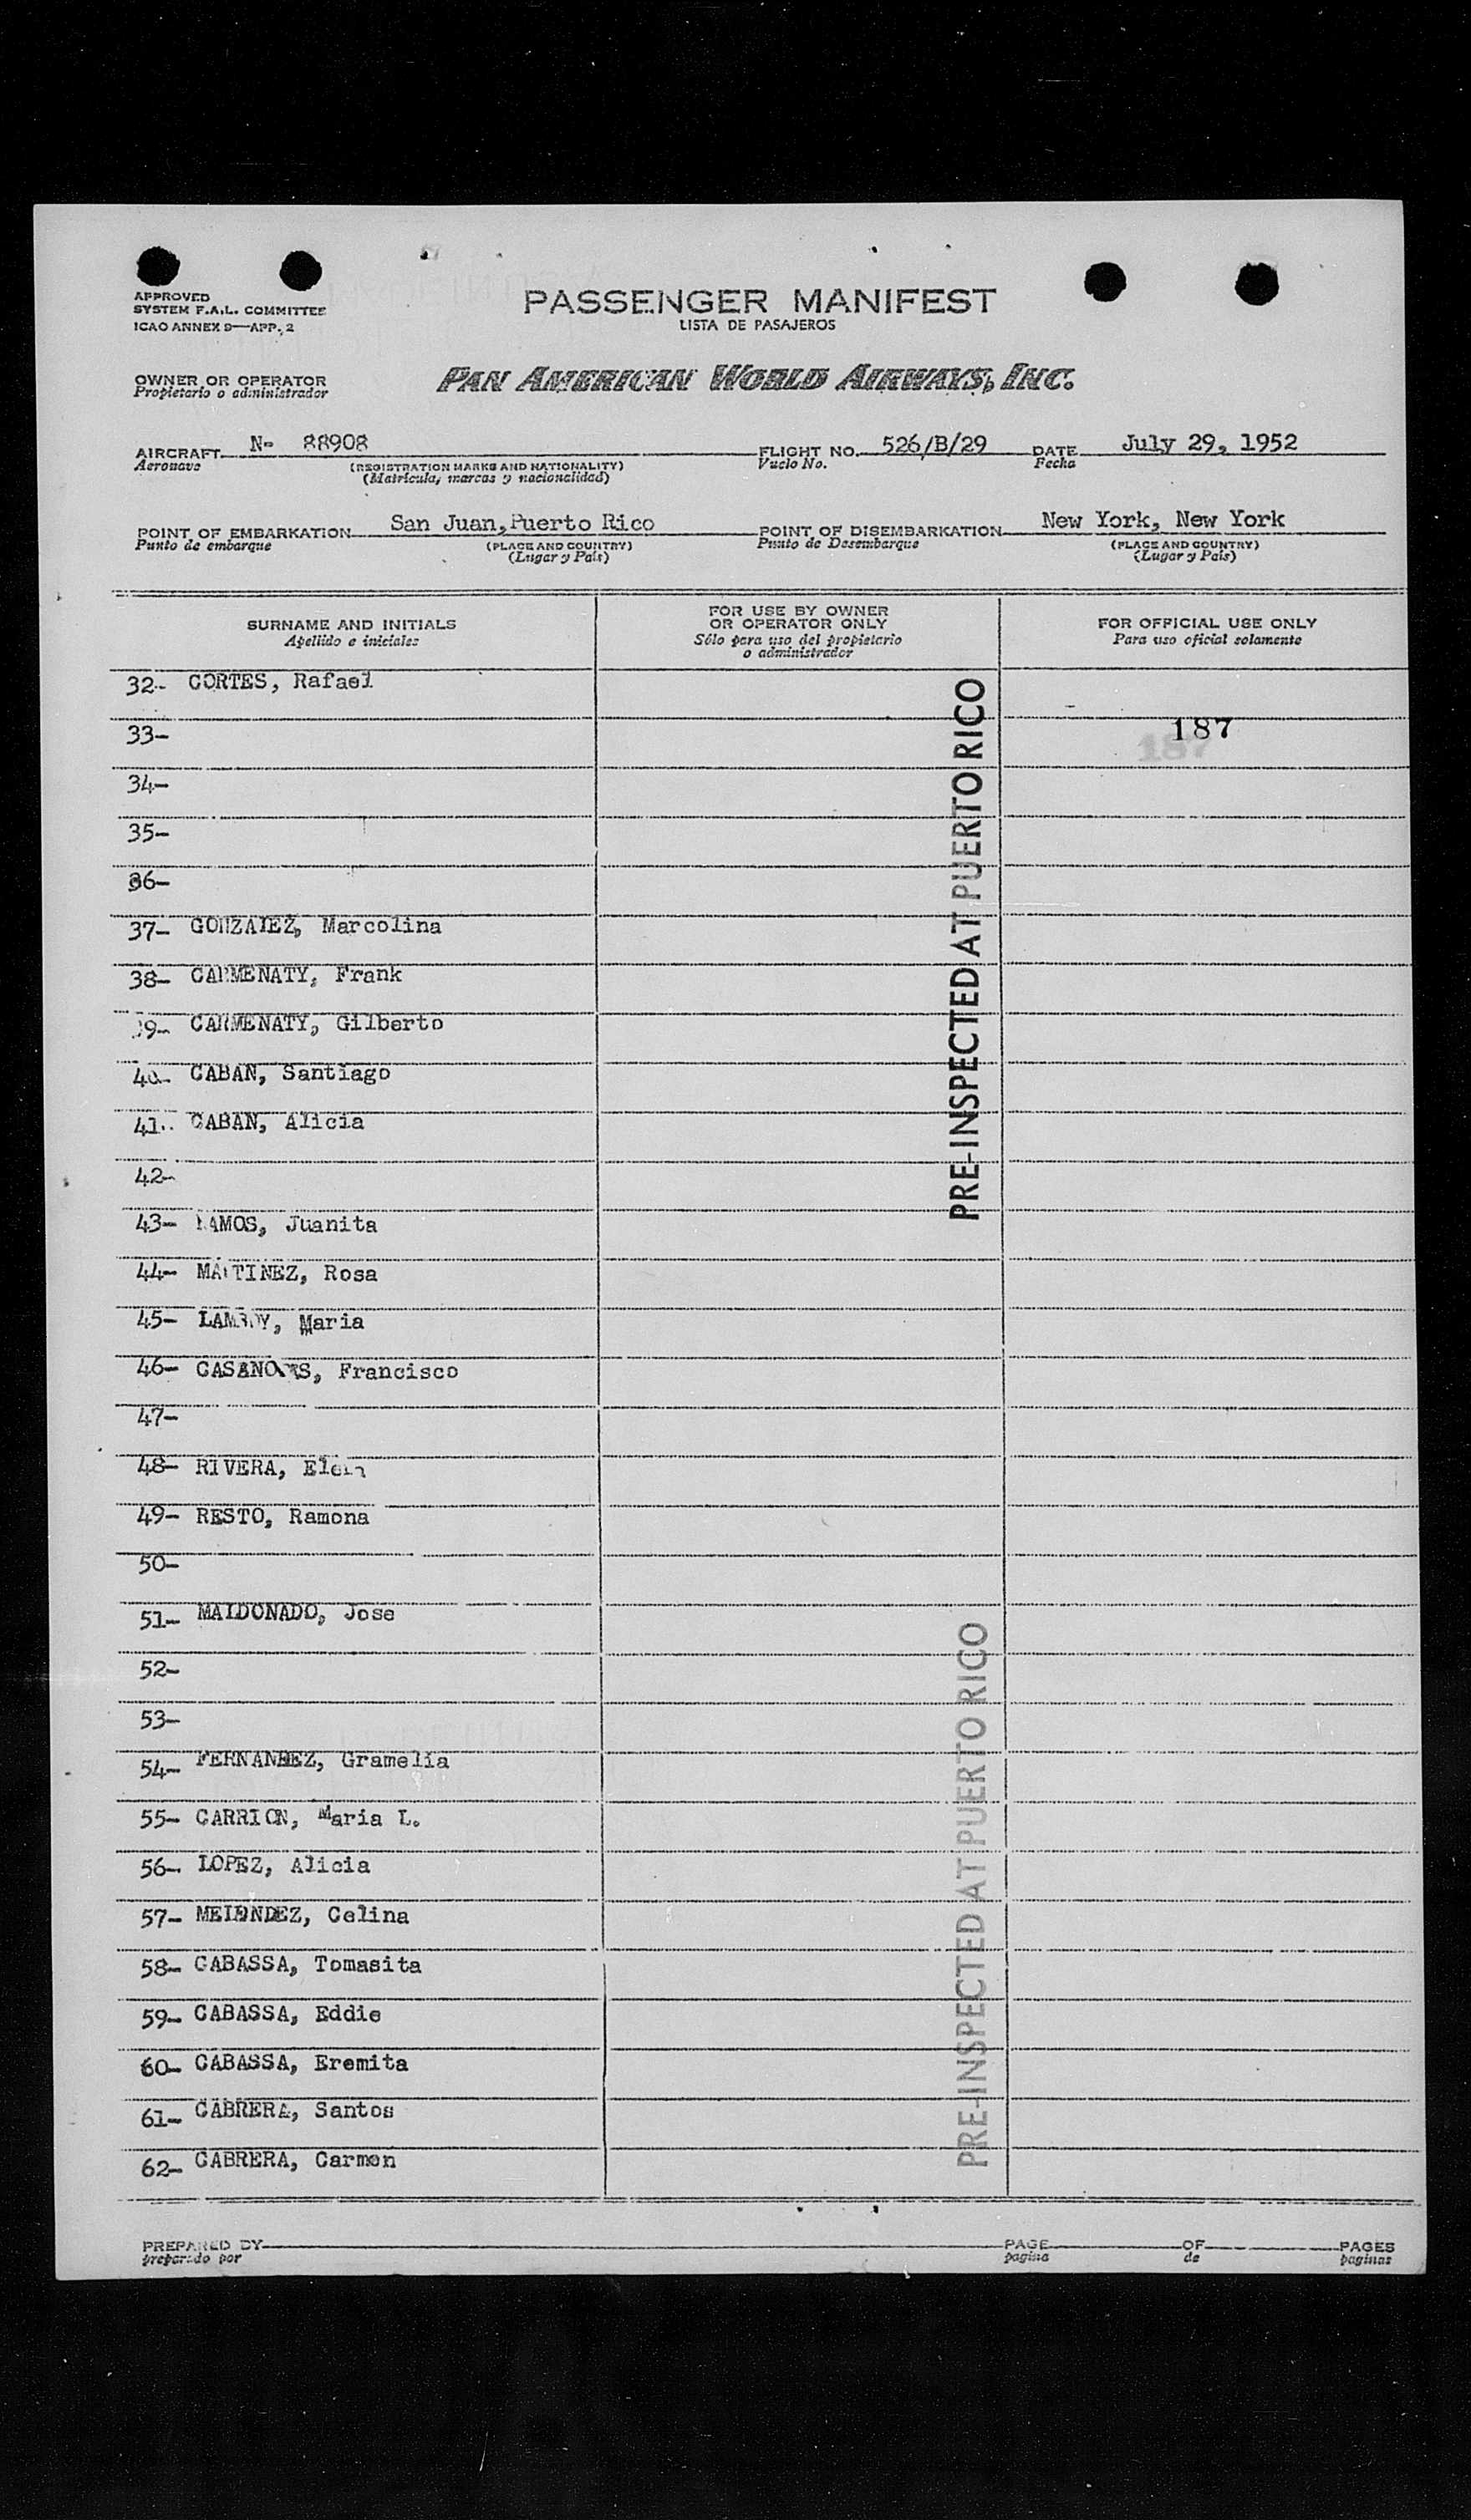 APPROVED
SYSTEM F.A.L. COMMITTEE
ICAO ANNEX 9—APP. 2
PASSENGER MANIFEST
LISTA DE PASAJEROS
OWNER OR OPERATOR
Propietario o administrador
PAN AMERICAN WORLD AIRWAYS, INC.
AIRCRAFT N- 88908
Aeronave
(REGISTRATION MARKS AND NATIONALITY)
(Matricula, marcas y nacionalidad)
FLIGHT NO. 526/B/29
Vuelo No.
DATE July 29, 1952
Fecha
POINT OF EMBARKATION San Juan, Puerto Rico
Punto de embarque
(PLACE AND COUNTRY)
(Lugar y País)
POINT OF DISEMBARKATION New York, New York
Punto de Desembarque
(PLACE AND COUNTRY)
(Lugar y País)
SURNAME AND INITIALS
Apellido e iniciales
FOR USE BY OWNER
OR OPERATOR ONLY
Sólo para uso del propietario
o administrador
FOR OFFICIAL USE ONLY
Para uso oficial solamente
32- CORTES, Rafael
33-
187
34-
35-
36-
37- GONZALEZ, Marcolina
38- CARMENATY, Frank
39- CARMENATY, Gilberto
40- CABAN, Santiago
41- CABAN, Alicia
42-
43- RAMOS, Juanita
44- MARTINEZ, Rosa
45- Maria
46- Francisco
47-
48- RIVERA,
49- RESTO, Ramona
50-
51- MALDONADO, Jose
52-
53-
54- FERNANDEZ, Gramelia
55- CARRION, Maria L.
56- LOPEZ, Alicia
57- MELENDEZ, Celina
58- CABASSA, Tomasita
59- CABASSA, Eddie
60- CABASSA, Eremita
61- CABRERA, Santos
62- CABRERA, Carmen
PRE-INSPECTED AT PUERTO RICO
PRE-INSPECTED AT PUERTO RICO
PREPARED BY
preparado por
PAGE OF PAGES
pagina de paginas